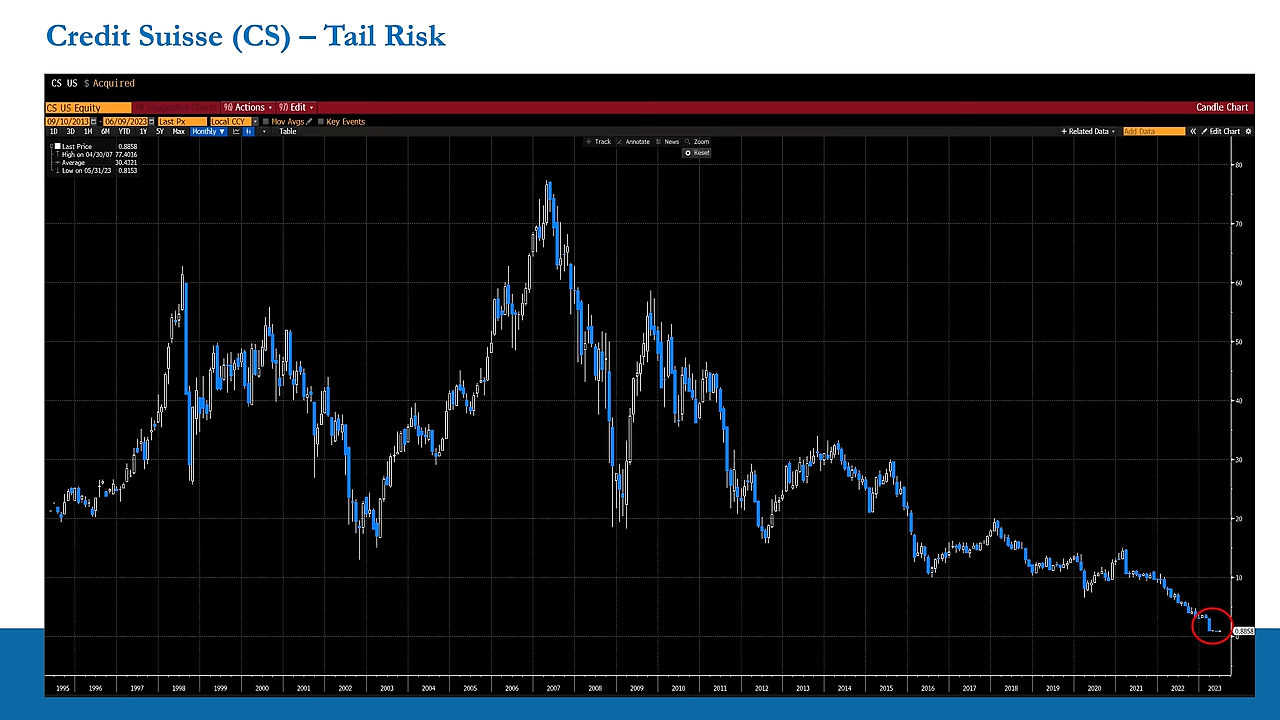 Credit Suisse (CS) – Tail Risk
CS US $ Acquired
CS US Equity 96) Actions 97) Edit Candle Chart
09/10/2013 - 06/09/2023 Last Px Local CCY Mov Avgs Key Events
1D 3D 1M 6M YTD 1Y 5Y Max Monthly ▼ Table + Related Data Add Data « Edit Chart
Track Annotate News Zoom
Reset
Last Price 0.8858
High on 04/30/07 77.4016
Average 30.4321
Low on 05/31/23 0.8153
80
70
60
50
40
30
20
10
0.8858
0
1995 1996 1997 1998 1999 2000 2001 2002 2003 2004 2005 2006 2007 2008 2009 2010 2011 2012 2013 2014 2015 2016 2017 2018 2019 2020 2021 2022 2023